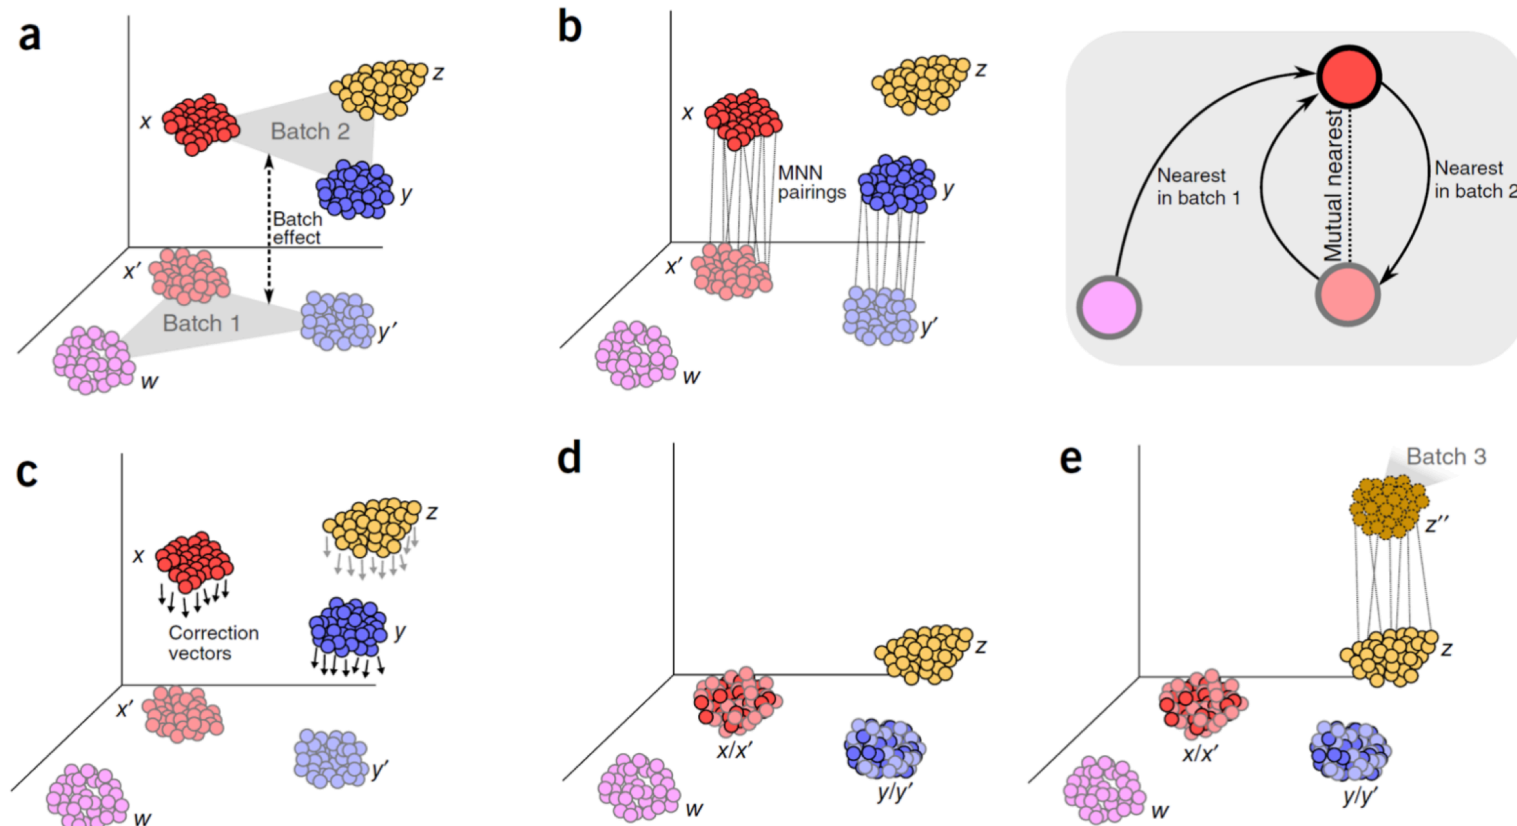 a
z
x
Batch 2
y
Batch
effect
x′
Batch 1
y′
w
b
z
x
MNN
pairings
y
x′
y′
w
Nearest
in batch 1
Mutual nearest
Nearest
in batch 2
c
z
x
y
Correction
vectors
x′
y′
w
d
z
x/x′
y/y′
w
e
Batch 3
z′′
z
x/x′
y/y′
w